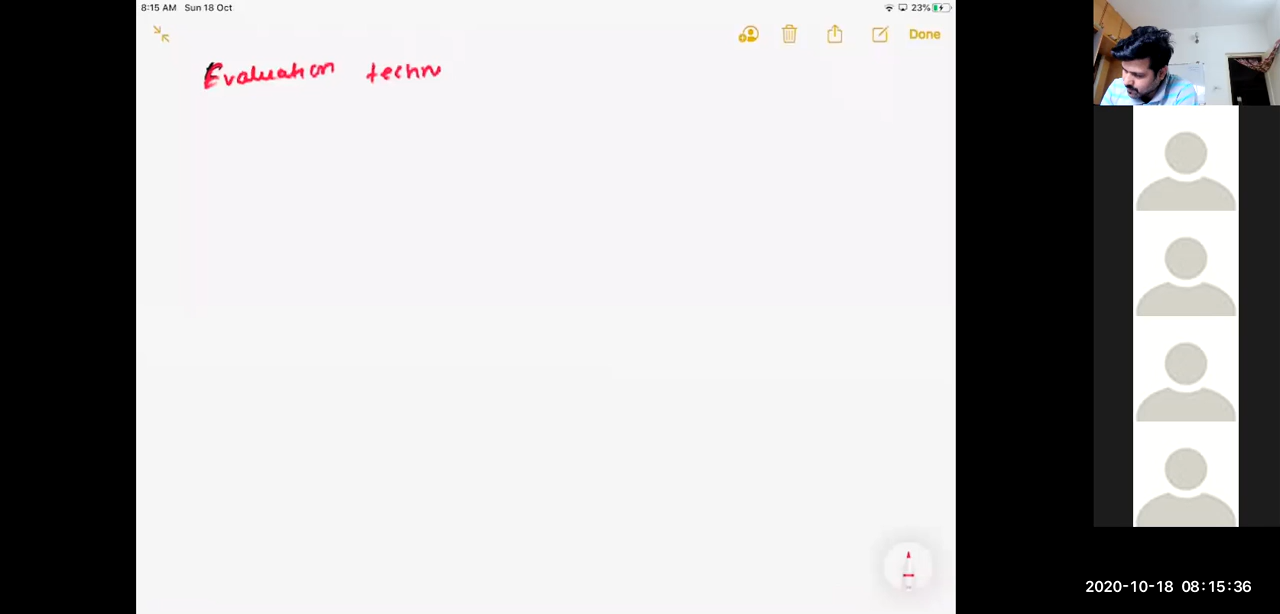 8:15 AM Sun 18 Oct
23%
Done
Evaluation techn
2020-10-18 08:15:36